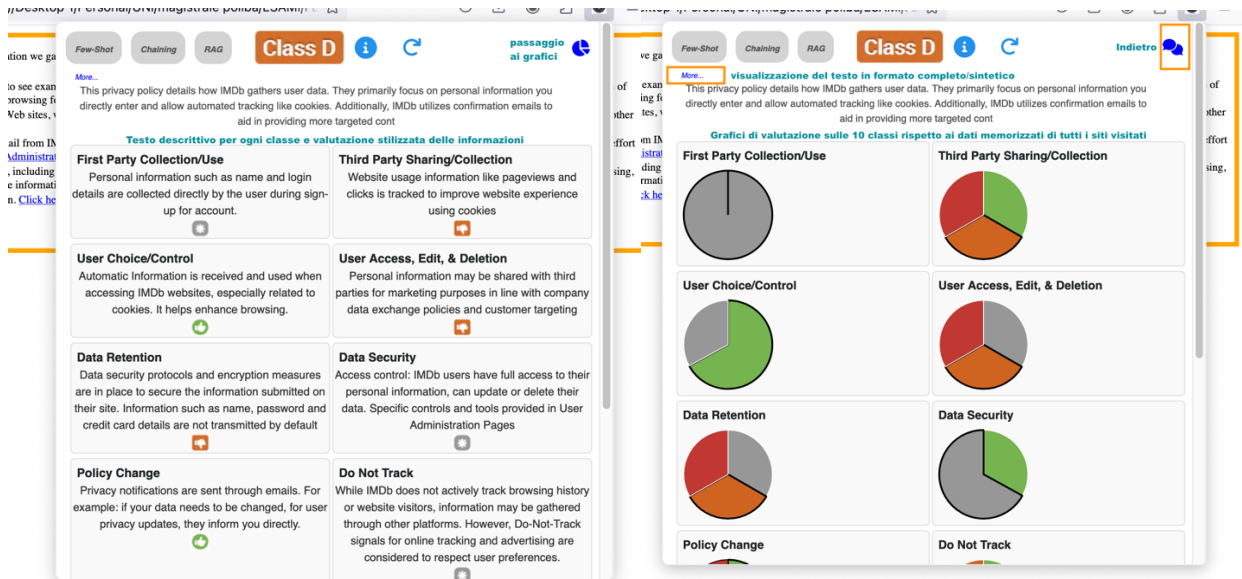 Few-Shot
Chaining
RAG
Class D
passaggio
ai grafici
More...
This privacy policy details how IMDb gathers user data. They primarily focus on personal information you
directly enter and allow automated tracking like cookies. Additionally, IMDb utilizes confirmation emails to
aid in providing more targeted cont
Testo descrittivo per ogni classe e valutazione stilizzata delle informazioni
First Party Collection/Use
Personal information such as name and login
details are collected directly by the user during sign-
up for account.
Third Party Sharing/Collection
Website usage information like pageviews and
clicks is tracked to improve website experience
using cookies
User Choice/Control
Automatic Information is received and used when
accessing IMDb websites, especially related to
cookies. It helps enhance browsing.
User Access, Edit, & Deletion
Personal information may be shared with third
parties for marketing purposes in line with company
data exchange policies and customer targeting
Data Retention
Data security protocols and encryption measures
are in place to secure the information submitted on
their site. Information such as name, password and
credit card details are not transmitted by default
Data Security
Access control: IMDb users have full access to their
personal information, can update or delete their
data. Specific controls and tools provided in User
Administration Pages
Policy Change
Privacy notifications are sent through emails. For
example: if your data needs to be changed, for user
privacy updates, they inform you directly.
Do Not Track
While IMDb does not actively track browsing history
or website visitors, information may be gathered
through other platforms. However, Do-Not-Track
signals for online tracking and advertising are
considered to respect user preferences.
Few-Shot
Chaining
RAG
Class D
Indietro
More...
visualizzazione del testo in formato completo/sintetico
This privacy policy details how IMDb gathers user data. They primarily focus on personal information you
directly enter and allow automated tracking like cookies. Additionally, IMDb utilizes confirmation emails to
aid in providing more targeted cont
Grafici di valutazione sulle 10 classi rispetto ai dati memorizzati di tutti i siti visitati
First Party Collection/Use
Third Party Sharing/Collection
User Choice/Control
User Access, Edit, & Deletion
Data Retention
Data Security
Policy Change
Do Not Track